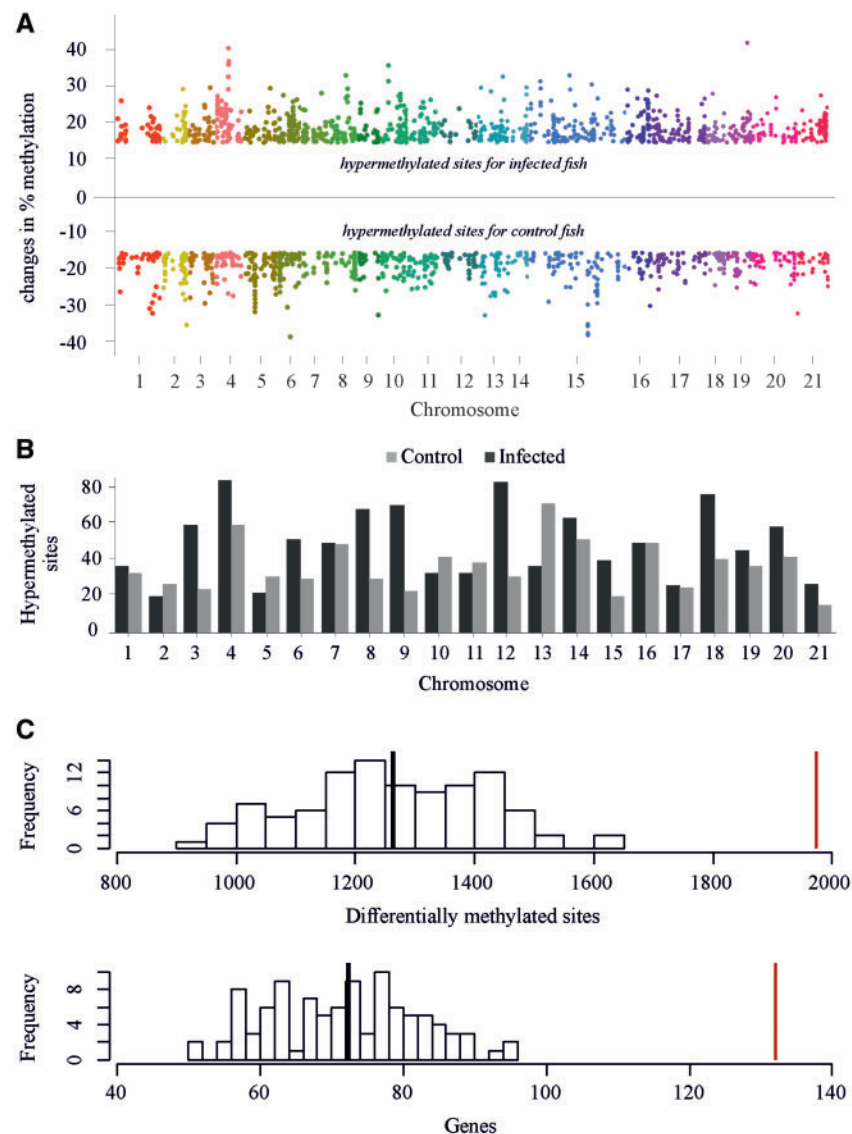 A
changes in % methylation
40
30
20
10
0
-10
-20
-30
-40
hypermethylated sites for infected fish
hypermethylated sites for control fish
1 2 3 4 5 6 7 8 9 10 11 12 13 14 15 16 17 18 19 20 21
Chromosome
B
Control Infected
Hypermethylated
sites
80
60
40
20
0
1 2 3 4 5 6 7 8 9 10 11 12 13 14 15 16 17 18 19 20 21
Chromosome
C
Frequency
12
6
0
800 1000 1200 1400 1600 1800 2000
Differentially methylated sites
Frequency
8
4
0
40 60 80 100 120 140
Genes